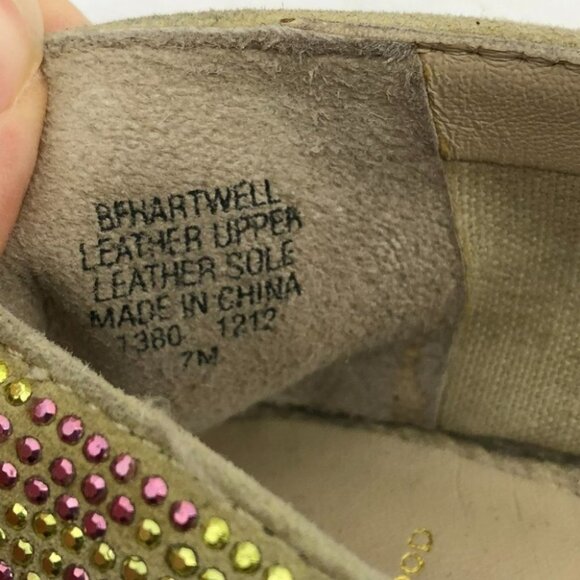 BFHARTWELL
LEATHER UPPER
LEATHER SOLE
MADE IN CHINA
1380 1212
7M